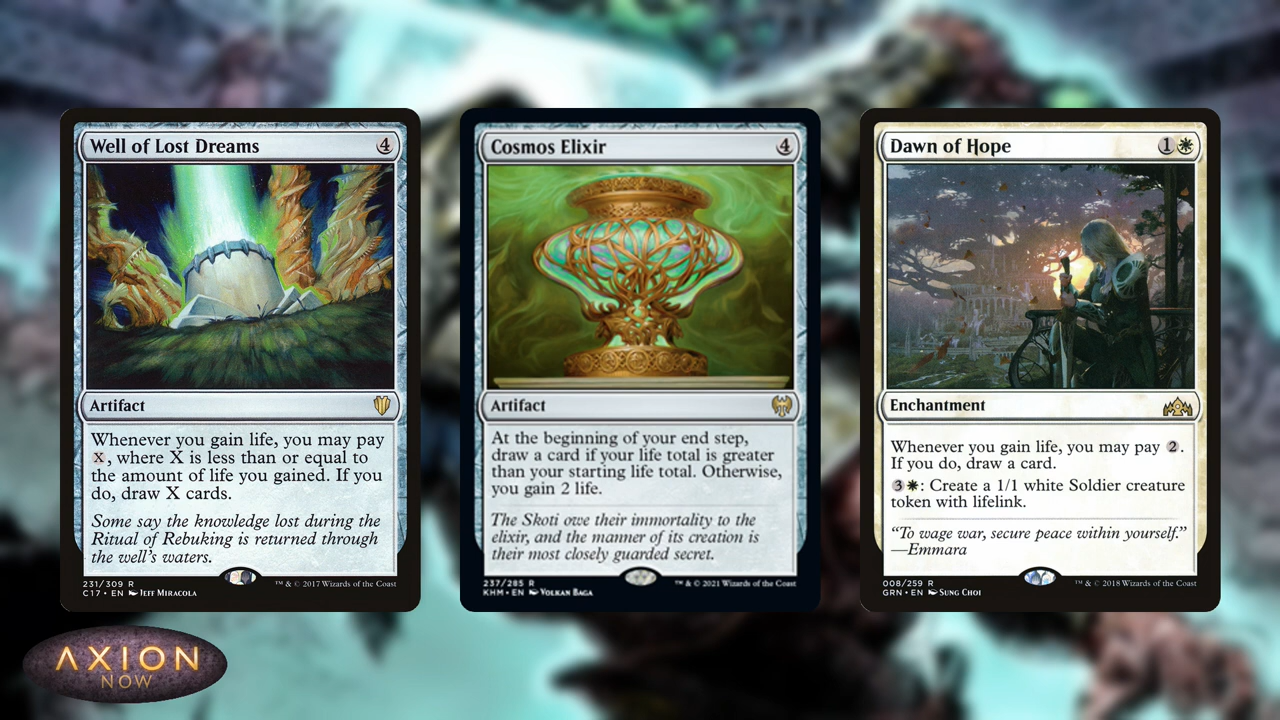 Well of Lost Dreams 4
Artifact
Whenever you gain life, you may pay
X, where X is less than or equal to
the amount of life you gained. If you
do, draw X cards.
Some say the knowledge lost during the
Ritual of Rebuking is returned through
the well's waters.
231/309 R
C17 • EN Jeff Miracola
™ & © 2017 Wizards of the Coast
Cosmos Elixir 4
Artifact
At the beginning of your end step,
draw a card if your life total is greater
than your starting life total. Otherwise,
you gain 2 life.
The Skoti owe their immortality to the
elixir, and the manner of its creation is
their most closely guarded secret.
237/285 R
KHM • EN Volkan Baga
™ & © 2021 Wizards of the Coast
Dawn of Hope 1
Enchantment
Whenever you gain life, you may pay 2.
If you do, draw a card.
3: Create a 1/1 white Soldier creature
token with lifelink.
"To wage war, secure peace within yourself."
—Emmara
008/259 R
GRN • EN Sung Choi
™ & © 2018 Wizards of the Coast
AXION
NOW